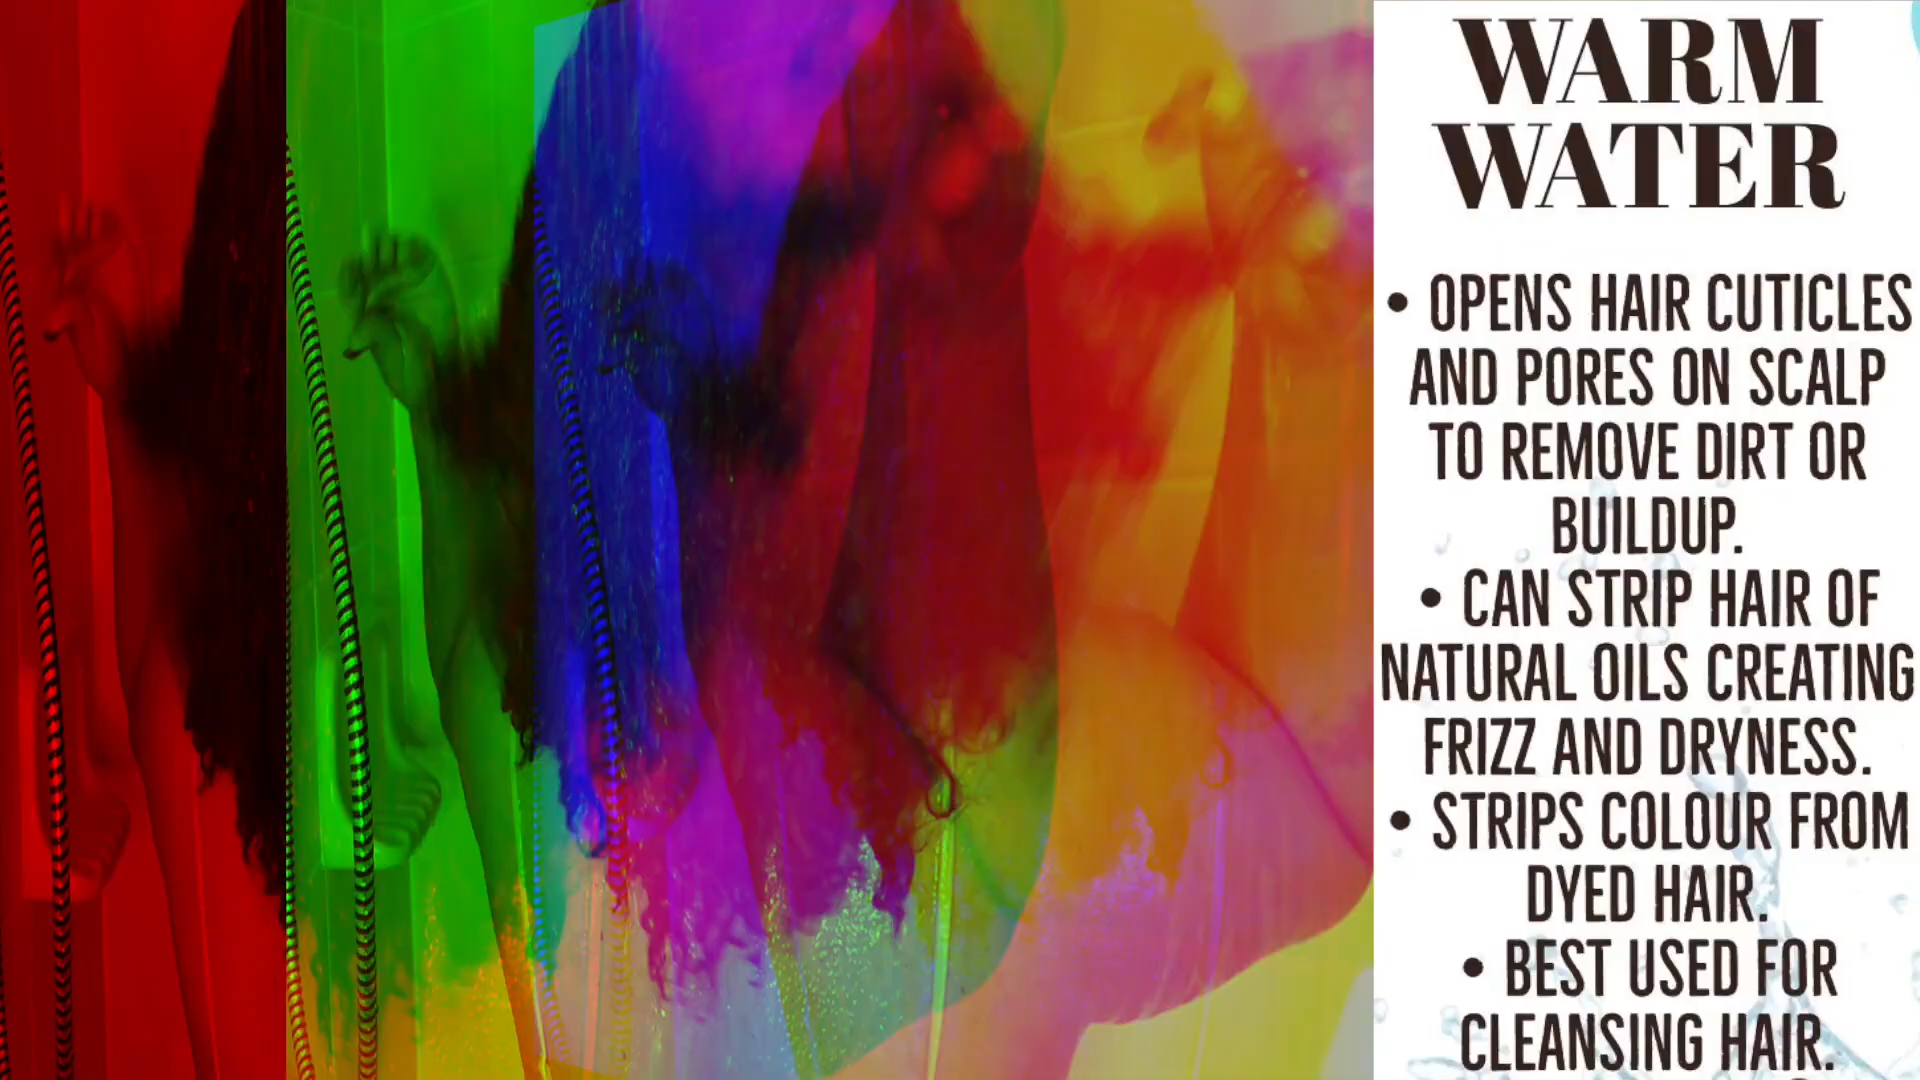 WARM
WATER
• OPENS HAIR CUTICLES
AND PORES ON SCALP
TO REMOVE DIRT OR
BUILDUP.
• CAN STRIP HAIR OF
NATURAL OILS CREATING
FRIZZ AND DRYNESS.
• STRIPS COLOUR FROM
DYED HAIR.
• BEST USED FOR
CLEANSING HAIR.